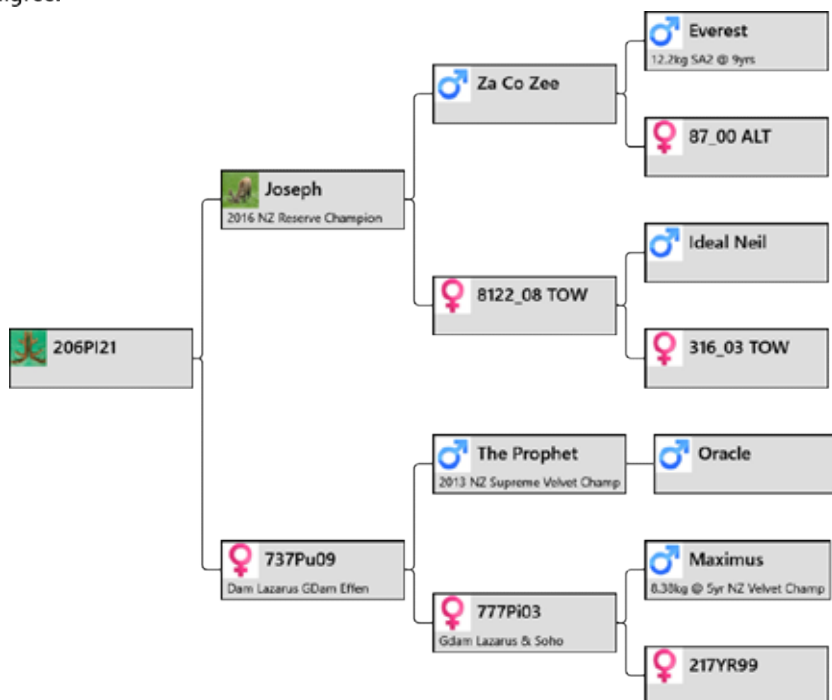 Everest
12.2kg SA2 @ 9yrs
Za Co Zee
87_00 ALT
Joseph
2016 NZ Reserve Champion
Ideal Neil
8122_08 TOW
316_03 TOW
206PI21
The Prophet
2013 NZ Supreme Velvet Champ
Oracle
737Pu09
Dam Lazarus GDam Effen
Maximus
8.38kg @ 5yr NZ Velvet Champ
777Pi03
Gdam Lazarus & Soho
217YR99